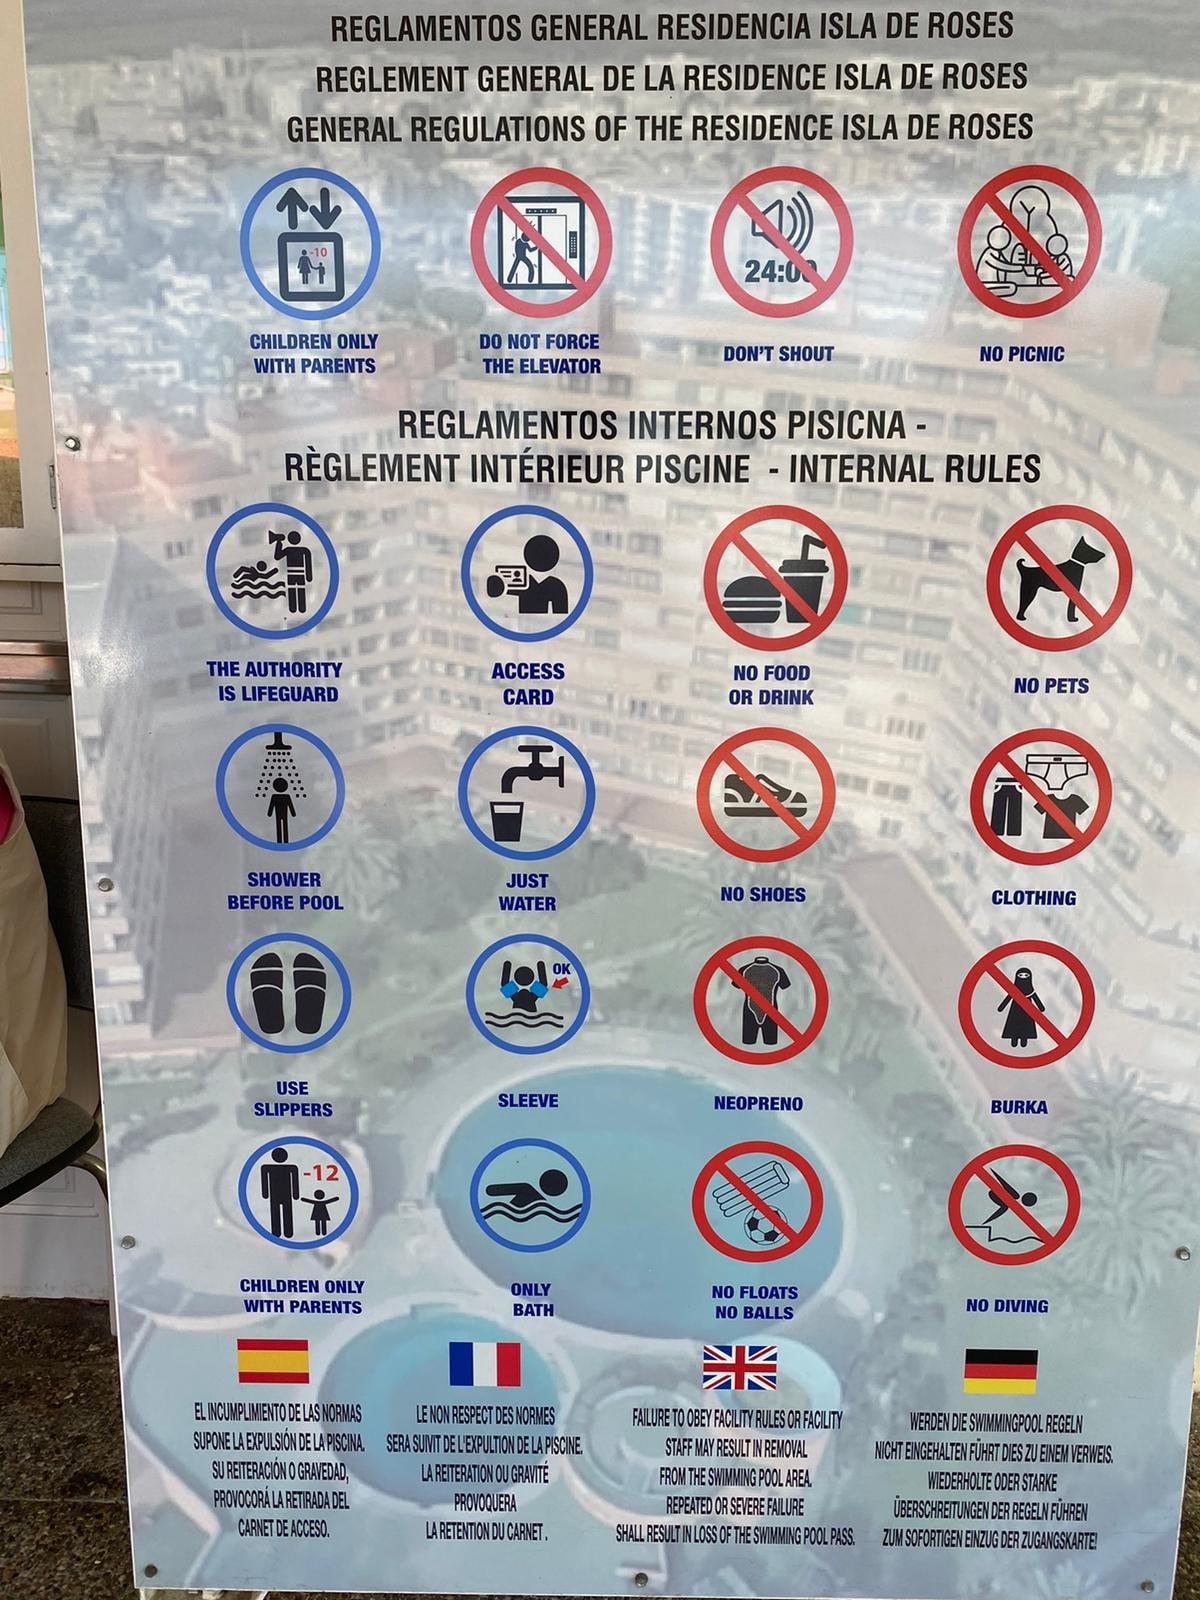 REGLAMENTOS GENERAL RESIDENCIA ISLA DE ROSES
REGLEMENT GENERAL DE LA RESIDENCE ISLA DE ROSES
GENERAL REGULATIONS OF THE RESIDENCE ISLA DE ROSES
-10
24:00
CHILDREN ONLY
WITH PARENTS
DO NOT FORCE
THE ELEVATOR
DON'T SHOUT
NO PICNIC
REGLAMENTOS INTERNOS PISICNA -
RÈGLEMENT INTÉRIEUR PISCINE - INTERNAL RULES
THE AUTHORITY
IS LIFEGUARD
ACCESS
CARD
NO FOOD
OR DRINK
NO PETS
SHOWER
BEFORE POOL
JUST
WATER
NO SHOES
CLOTHING
OK
USE
SLIPPERS
SLEEVE
NEOPRENO
BURKA
-12
CHILDREN ONLY
WITH PARENTS
ONLY
BATH
NO FLOATS
NO BALLS
NO DIVING
EL INCUMPLIMIENTO DE LAS NORMAS
SUPONE LA EXPULSIÓN DE LA PISCINA.
SU REITERACIÓN O GRAVEDAD,
PROVOCORÁ LA RETIRADA DEL
CARNET DE ACCESO.
LE NON RESPECT DES NORMES
SERA SUIVIT DE L'EXPULTION DE LA PISCINE.
LA REITERATION OU GRAVITÉ
PROVOQUERA
LA RETENTION DU CARNET .
FAILURE TO OBEY FACILITY RULES OR FACILITY
STAFF MAY RESULT IN REMOVAL
FROM THE SWIMMING POOL AREA.
REPEATED OR SEVERE FAILURE
SHALL RESULT IN LOSS OF THE SWIMMING POOL PASS.
WERDEN DIE SWIMMINGPOOL REGELN
NICHT EINGEHALTEN FÜHRT DIES ZU EINEM VERWEIS.
WIEDERHOLTE ODER STARKE
ÜBERSCHREITUNGEN DER REGELN FÜHREN
ZUM SOFORTIGEN EINZUG DER ZUGANGSKARTE!